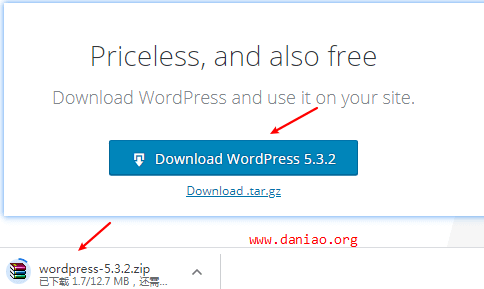 Priceless, and also free
Download WordPress and use it on your site.
Download WordPress 5.3.2
Download .tar.gz
www.daniao.org
wordpress-5.3.2.zip
已下载 1.7/12.7 MB，还需...